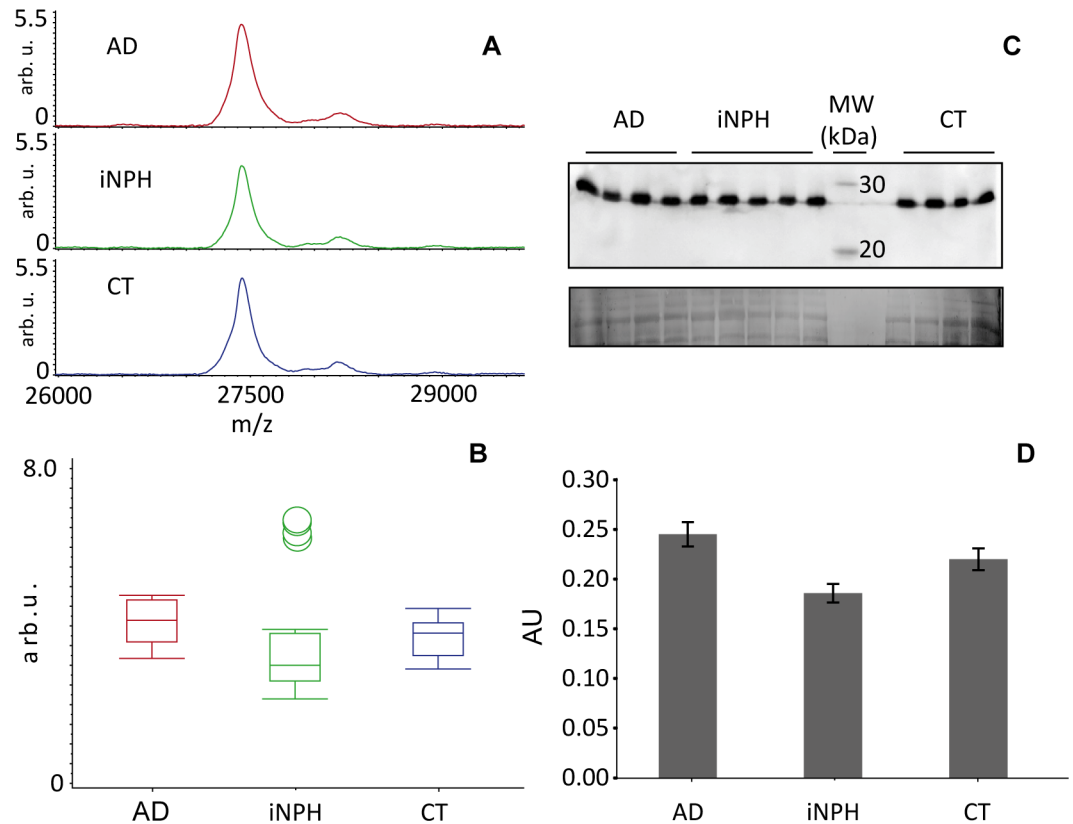 5.5
AD
A
arb. u.
0
5.5
iNPH
arb. u.
0
5.5
CT
arb. u.
0
26000 27500 29000
m/z
C
AD iNPH MW (kDa) CT
30
20
B
8.0
arb.u.
0
AD iNPH CT
D
0.30
0.25
0.20
0.15
0.10
0.05
0.00
AU
AD iNPH CT